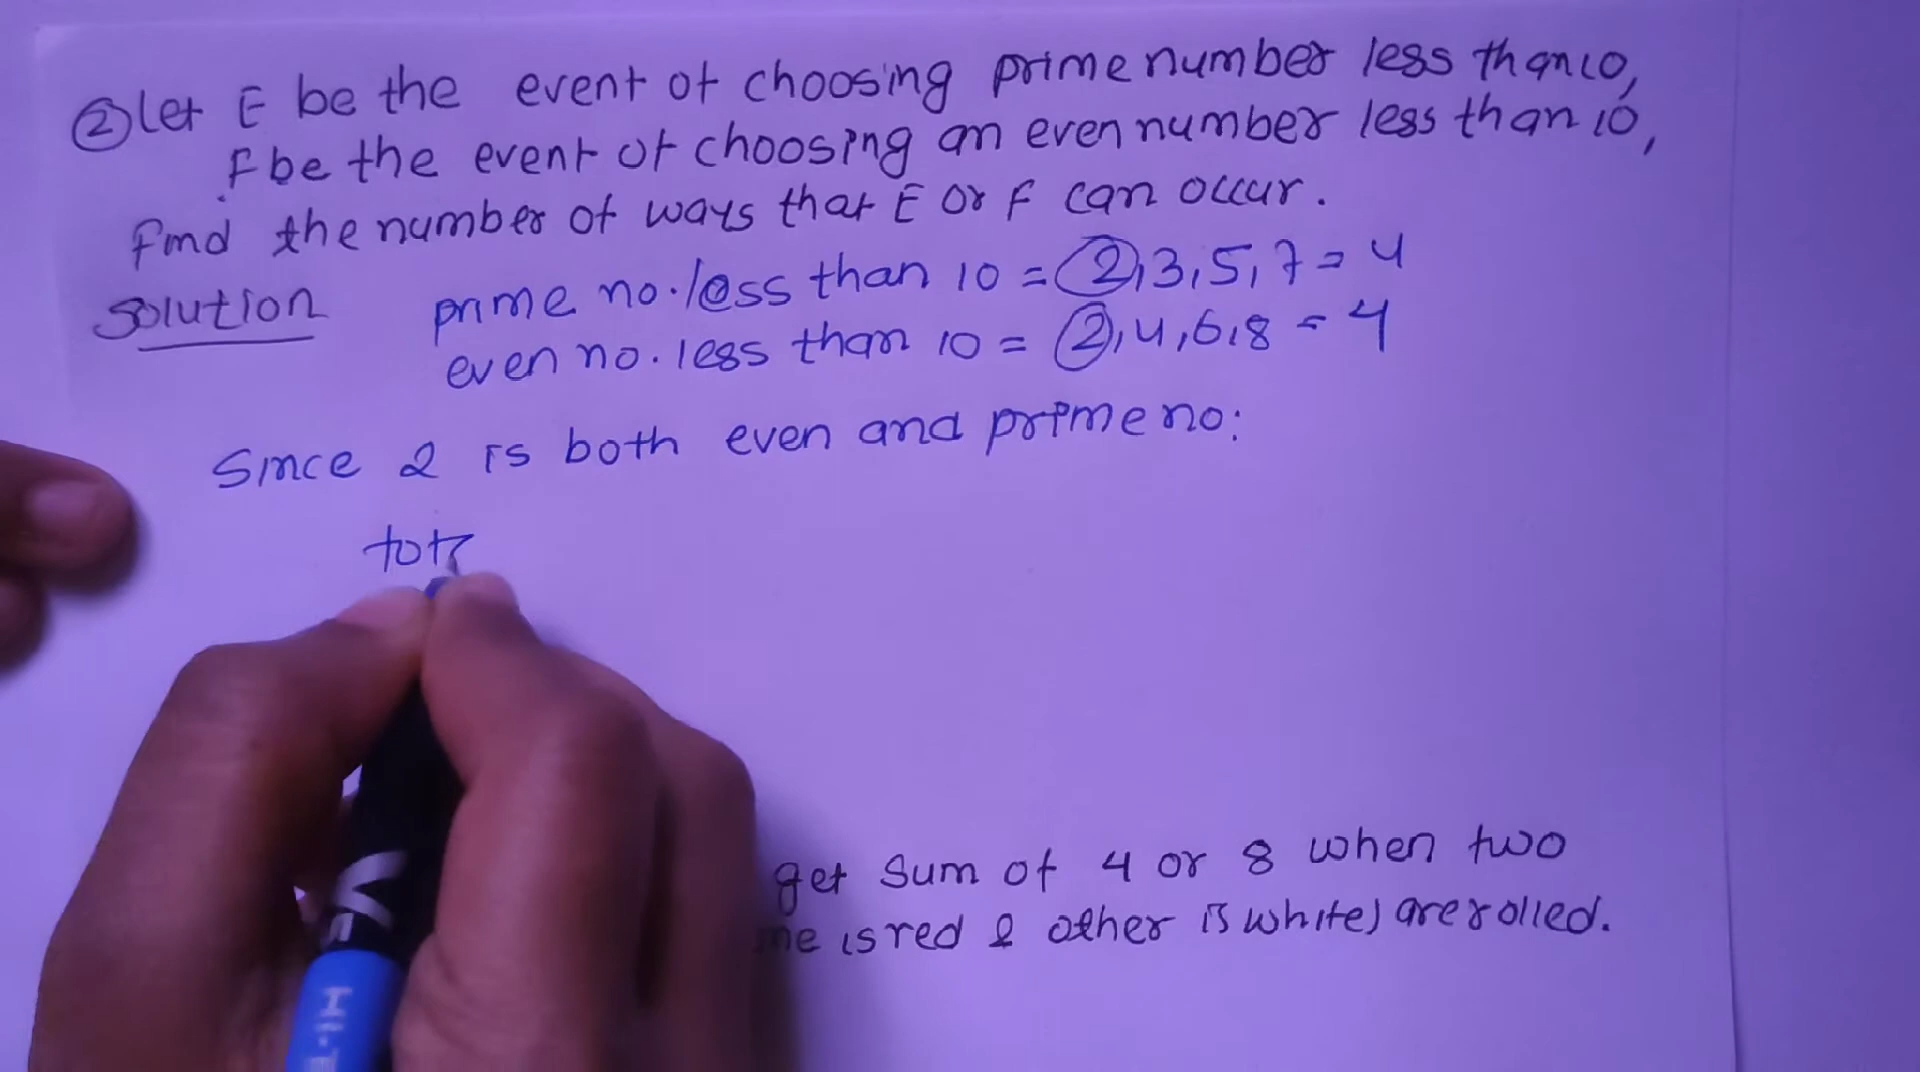 ② let E be the event of choosing prime number less than 10,
F be the event of choosing an even number less than 10,
find the number of ways that E or F can occur.
Solution prime no. less than 10 = 2,3,5,7 = 4
even no. less than 10 = 2,4,6,8 = 4
Since 2 is both even and prime no:
tot
get sum of 4 or 8 when two
is red & other is white) are rolled.
HI-T